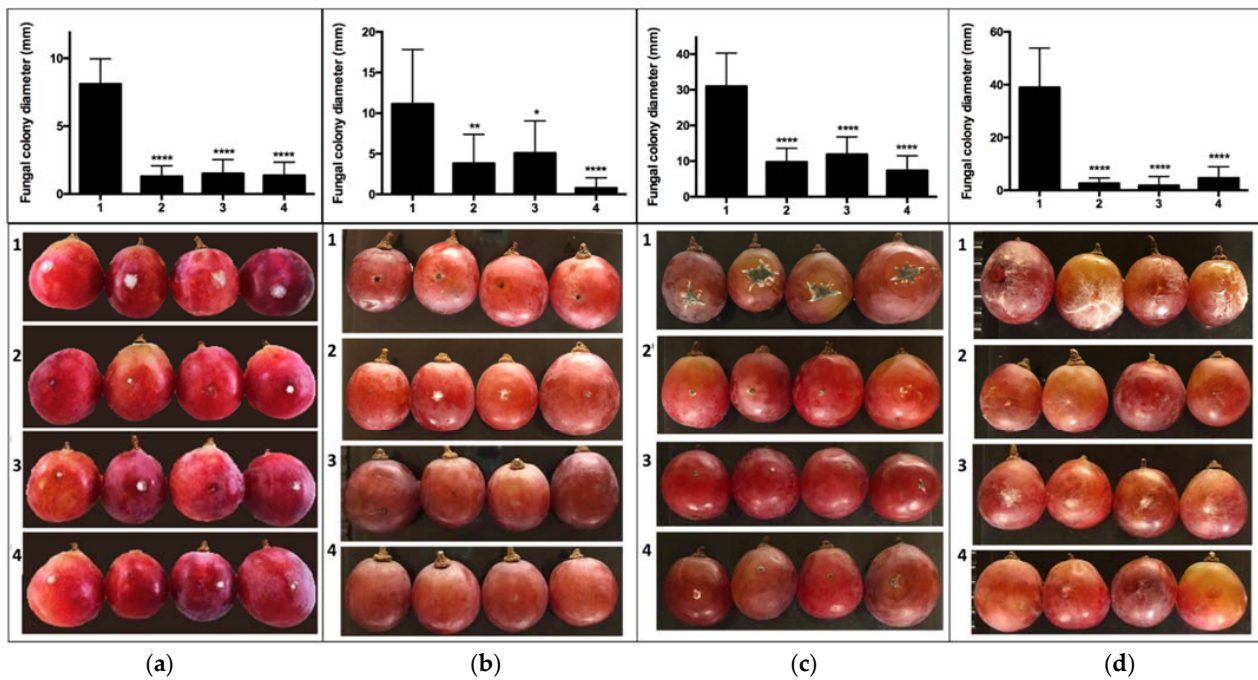 Fungal colony diameter (mm)
10
5
0
**** **** ****
1 2 3 4
Fungal colony diameter (mm)
20
15
10
5
0
** * ****
1 2 3 4
Fungal colony diameter (mm)
40
30
20
10
0
**** **** ****
1 2 3 4
Fungal colony diameter (mm)
60
40
20
0
**** **** ****
1 2 3 4
1
2
3
4
1
2
3
4
1
2
3
4
1
2
3
4
(a) (b) (c) (d)